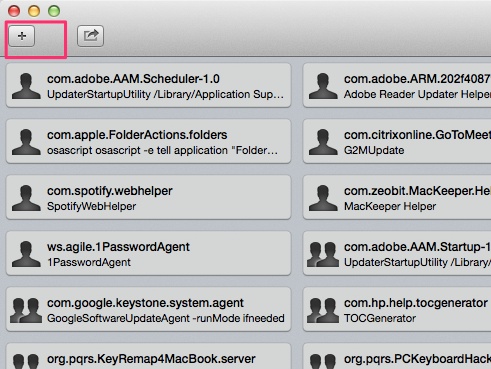 com.adobe.AAM.Scheduler-1.0
UpdaterStartupUtility /Library/Application Sup...
com.adobe.ARM.202f4087
Adobe Reader Updater Helper
com.apple.FolderActions.folders
osascript osascript -e tell application "Folder...
com.citrixonline.GoToMeet
G2MUpdate
com.spotify.webhelper
SpotifyWebHelper
com.zeobit.MacKeeper.Hel
MacKeeper Helper
ws.agile.1PasswordAgent
1PasswordAgent
com.adobe.AAM.Startup-1
UpdaterStartupUtility /Library/
com.google.keystone.system.agent
GoogleSoftwareUpdateAgent -runMode ifneeded
com.hp.help.tocgenerator
TOCGenerator
org.pqrs.KeyRemap4MacBook.server
org.pqrs.PCKeyboardHack